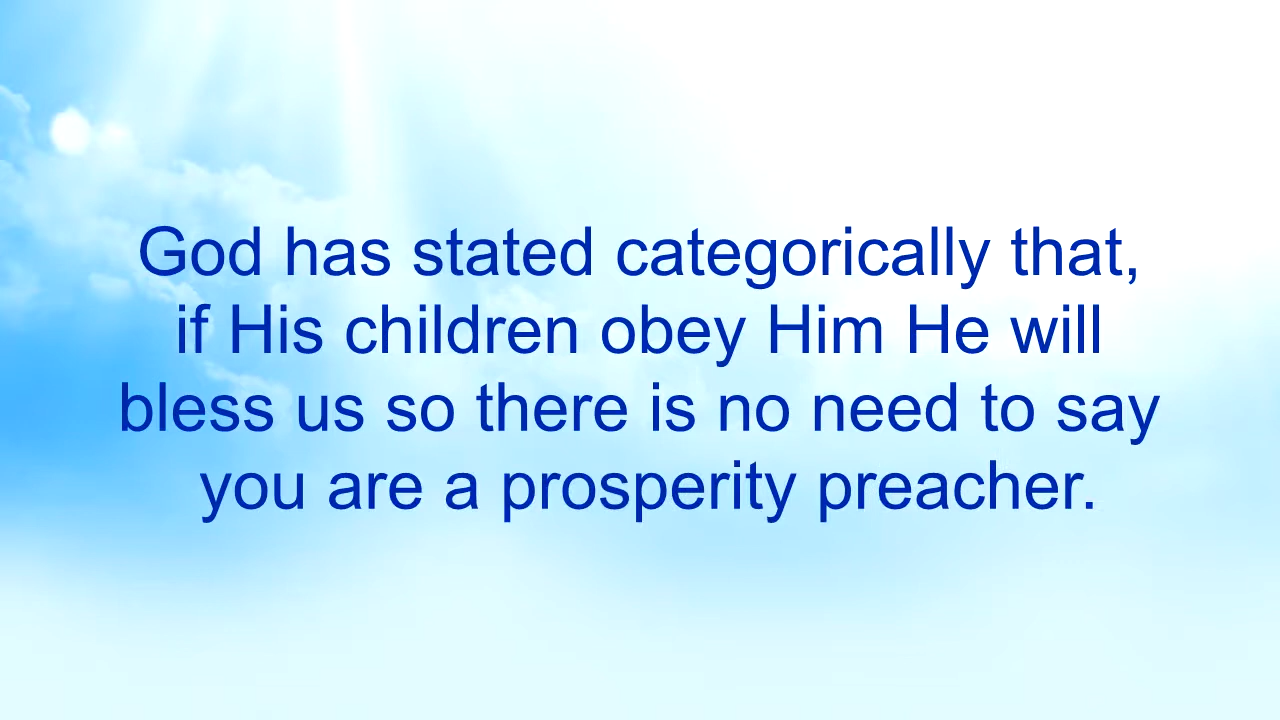 God has stated categorically that,
if His children obey Him He will
bless us so there is no need to say
you are a prosperity preacher.